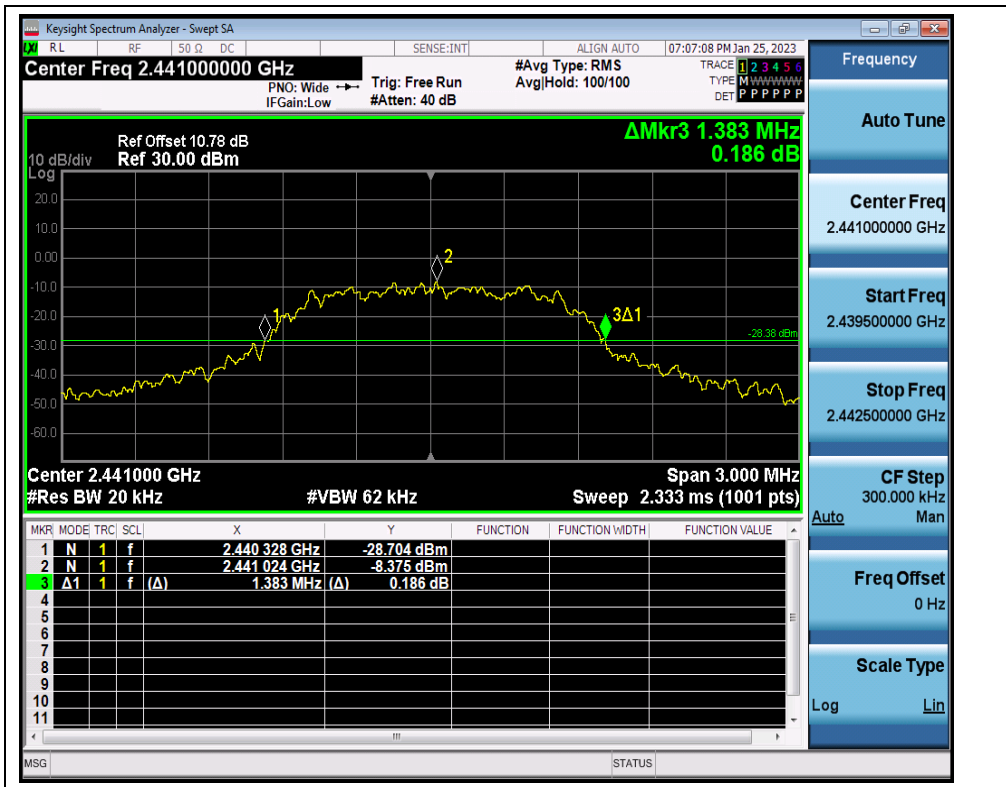 Keysight Spectrum Analyzer - Swept SA
LXI RL RF 50 Ω DC SENSE:INT ALIGN AUTO 07:07:08 PM Jan 25, 2023
Center Freq 2.441000000 GHz
PNO: Wide
IFGain:Low
Trig: Free Run
#Atten: 40 dB
#Avg Type: RMS
Avg|Hold: 100/100
TRACE 1 2 3 4 5 6
TYPE M W W W W W
DET P P P P P P
ΔMkr3 1.383 MHz
0.186 dB
Ref Offset 10.78 dB
10 dB/div Ref 30.00 dBm
Log
20.0
10.0
0.00
-10.0
-20.0
-30.0
-40.0
-50.0
-60.0
1
2
3Δ1
-28.38 dBm
Center 2.441000 GHz Span 3.000 MHz
#Res BW 20 kHz #VBW 62 kHz Sweep 2.333 ms (1001 pts)
MKR MODE TRC SCL X Y FUNCTION FUNCTION WIDTH FUNCTION VALUE
1 N 1 f 2.440 328 GHz -28.704 dBm
2 N 1 f 2.441 024 GHz -8.375 dBm
3 Δ1 1 f (Δ) 1.383 MHz (Δ) 0.186 dB
4
5
6
7
8
9
10
11
MSG STATUS
Frequency
Auto Tune
Center Freq
2.441000000 GHz
Start Freq
2.439500000 GHz
Stop Freq
2.442500000 GHz
CF Step
300.000 kHz
Auto Man
Freq Offset
0 Hz
Scale Type
Log Lin